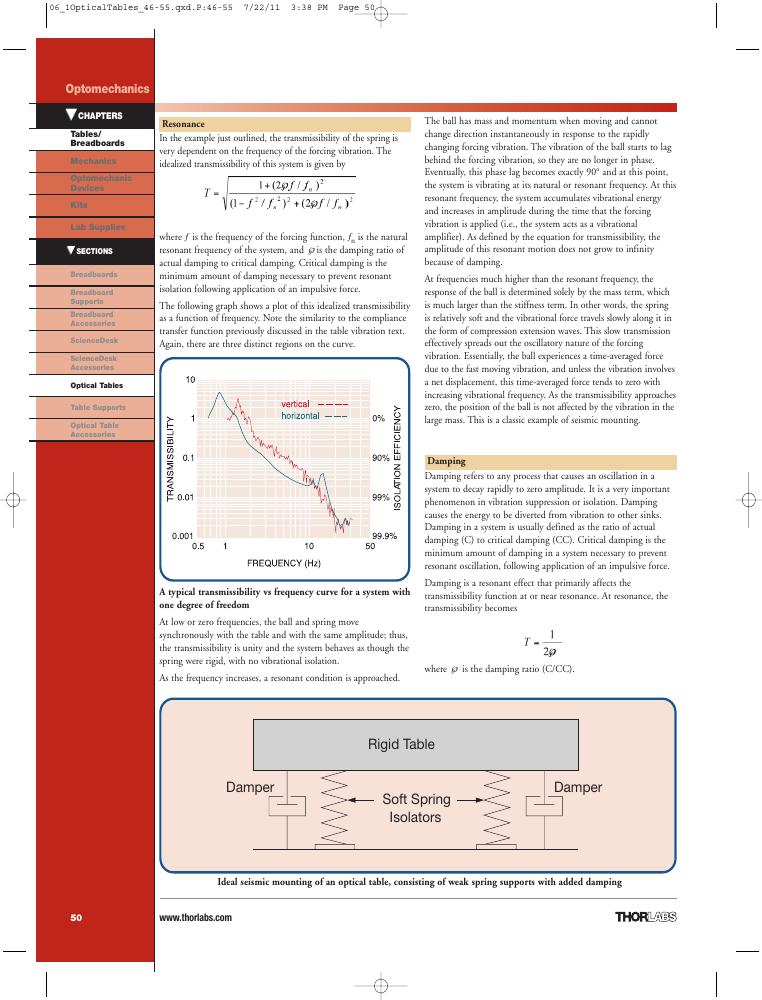 06_1OpticalTables_46-55.qxd.P:46-55 7/22/11 3:38 PM Page 50
Optomechanics
▼ CHAPTERS
Tables/
Breadboards
Mechanics
Optomechanic
Devices
Kits
Lab Supplies
▼ SECTIONS
Breadboards
Breadboard
Supports
Breadboard
Accessories
ScienceDesk
ScienceDesk
Accessories
Optical Tables
Table Supports
Optical Table
Accessories
Resonance
In the example just outlined, the transmissibility of the spring is
very dependent on the frequency of the forcing vibration. The
idealized transmissibility of this system is given by
T = √((1 + (2℘f / fₙ)²) / ((1 – f² / fₙ²)² + (2℘f / fₙ)²))
where f is the frequency of the forcing function, fₙ is the natural
resonant frequency of the system, and ℘ is the damping ratio of
actual damping to critical damping. Critical damping is the
minimum amount of damping necessary to prevent resonant
isolation following application of an impulsive force.
The following graph shows a plot of this idealized transmissibility
as a function of frequency. Note the similarity to the compliance
transfer function previously discussed in the table vibration text.
Again, there are three distinct regions on the curve.
TRANSMISSIBILITY
10
1
0.1
0.01
0.001
vertical
horizontal
0%
90%
99%
99.9%
ISOLATION EFFICIENCY
0.5 1 10 50
FREQUENCY (Hz)
A typical transmissibility vs frequency curve for a system with
one degree of freedom
At low or zero frequencies, the ball and spring move
synchronously with the table and with the same amplitude; thus,
the transmissibility is unity and the system behaves as though the
spring were rigid, with no vibrational isolation.
As the frequency increases, a resonant condition is approached.
The ball has mass and momentum when moving and cannot
change direction instantaneously in response to the rapidly
changing forcing vibration. The vibration of the ball starts to lag
behind the forcing vibration, so they are no longer in phase.
Eventually, this phase lag becomes exactly 90° and at this point,
the system is vibrating at its natural or resonant frequency. At this
resonant frequency, the system accumulates vibrational energy
and increases in amplitude during the time that the forcing
vibration is applied (i.e., the system acts as a vibrational
amplifier). As defined by the equation for transmissibility, the
amplitude of this resonant motion does not grow to infinity
because of damping.
At frequencies much higher than the resonant frequency, the
response of the ball is determined solely by the mass term, which
is much larger than the stiffness term. In other words, the spring
is relatively soft and the vibrational force travels slowly along it in
the form of compression extension waves. This slow transmission
effectively spreads out the oscillatory nature of the forcing
vibration. Essentially, the ball experiences a time-averaged force
due to the fast moving vibration, and unless the vibration involves
a net displacement, this time-averaged force tends to zero with
increasing vibrational frequency. As the transmissibility approaches
zero, the position of the ball is not affected by the vibration in the
large mass. This is a classic example of seismic mounting.
Damping
Damping refers to any process that causes an oscillation in a
system to decay rapidly to zero amplitude. It is a very important
phenomenon in vibration suppression or isolation. Damping
causes the energy to be diverted from vibration to other sinks.
Damping in a system is usually defined as the ratio of actual
damping (C) to critical damping (CC). Critical damping is the
minimum amount of damping in a system necessary to prevent
resonant oscillation, following application of an impulsive force.
Damping is a resonant effect that primarily affects the
transmissibility function at or near resonance. At resonance, the
transmissibility becomes
T = 1 / 2℘
where ℘ is the damping ratio (C/CC).
Rigid Table
Damper
Soft Spring
Isolators
Damper
Ideal seismic mounting of an optical table, consisting of weak spring supports with added damping
50
www.thorlabs.com
THORLABS